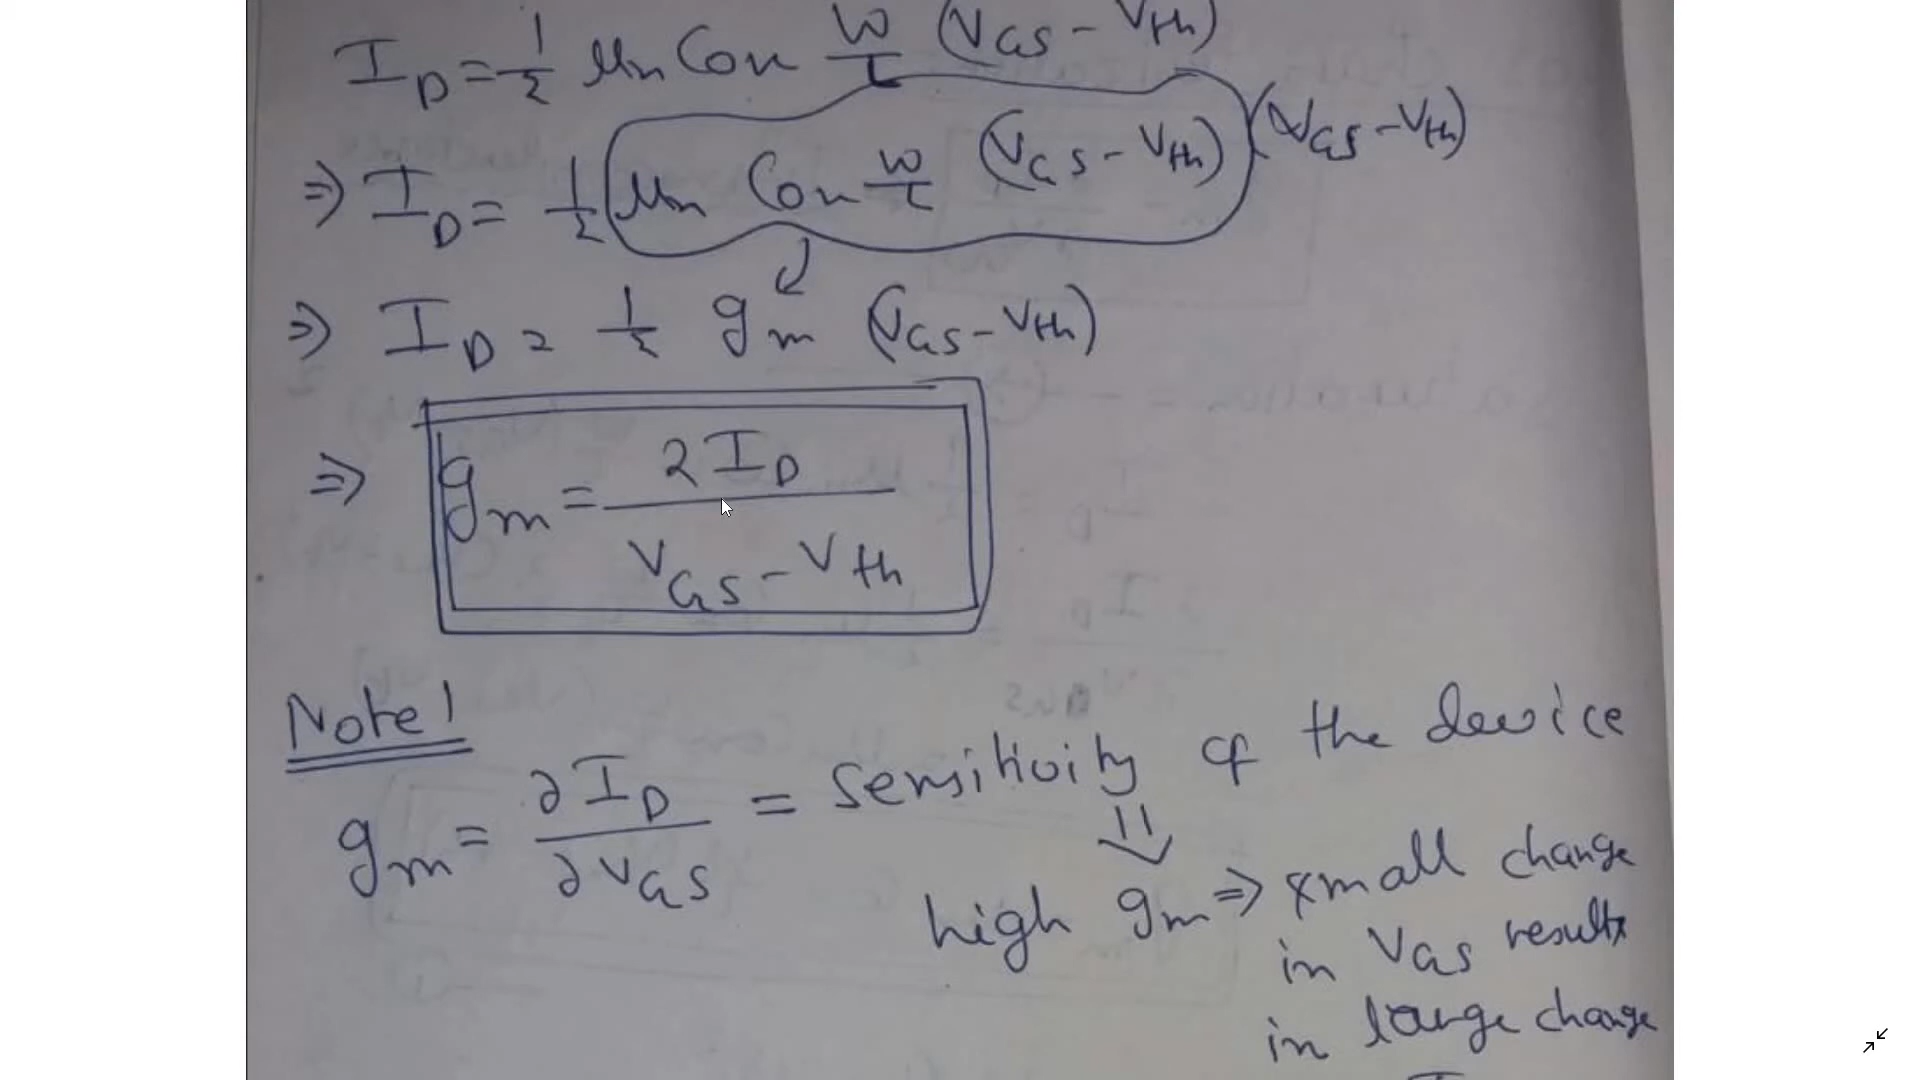 I_D = 1/2 μn Cox W/L (VGS - Vth)
⇒ I_D = 1/2 μn Cox W/L (VGS - Vth) (VGS - Vth)
⇒ I_D = 1/2 gm (VGS - Vth)
⇒ gm = 2 I_D / VGS - Vth
Note!
gm = ∂I_D / ∂VGS = sensitivity of the device
⇓
high gm ⇒ small change
in VGS results
in large change